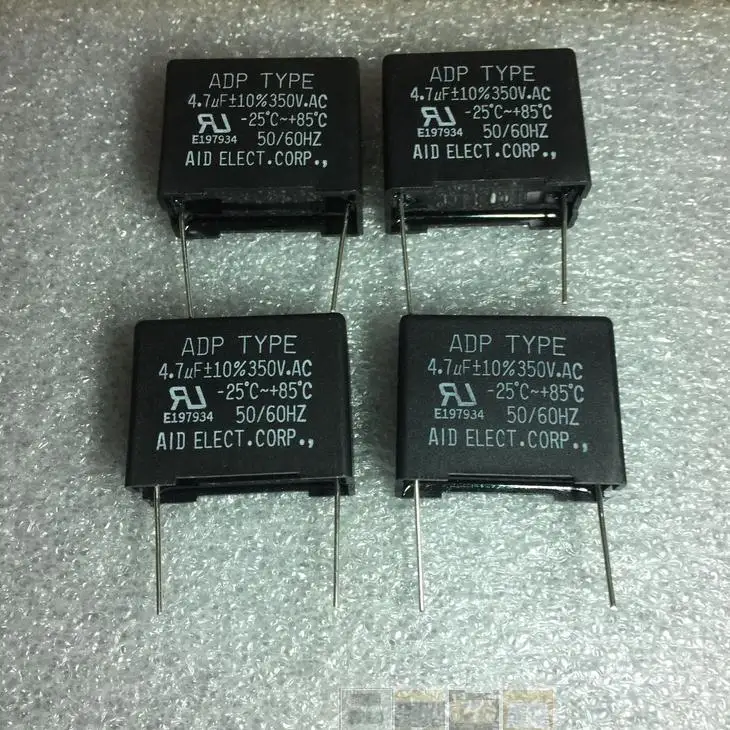 ADP TYPE
4.7uF±10%350V.AC
-25°C~+85°C
E197934 50/60HZ
AID ELECT.CORP.,
ADP TYPE
4.7uF±10%350V.AC
-25°C~+85°C
E197934 50/60HZ
AID ELECT.CORP.,
ADP TYPE
4.7uF±10%350V.AC
-25°C~+85°C
E197934 50/60HZ
AID ELECT.CORP.,
ADP TYPE
4.7uF±10%350V.AC
-25°C~+85°C
E197934 50/60HZ
AID ELECT.CORP.,